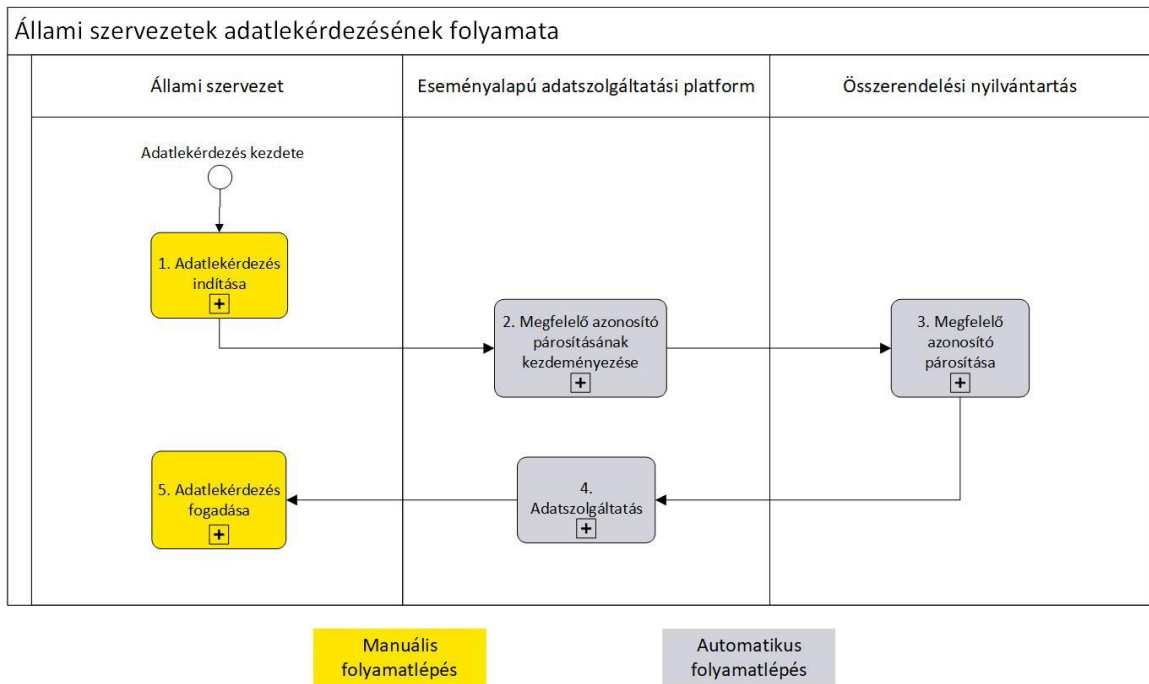 Állami szervezetek adatlekérdezésének folyamata
Állami szervezet
Eseményalapú adatszolgáltatási platform
Összerendelési nyilvántartás
Adatlekérdezés kezdete
1. Adatlekérdezés
indítása
2. Megfelelő azonosító
párosításának
kezdeményezése
3. Megfelelő
azonosító
párosítása
4.
Adatszolgáltatás
5. Adatlekérdezés
fogadása
Manuális
folyamatlépés
Automatikus
folyamatlépés